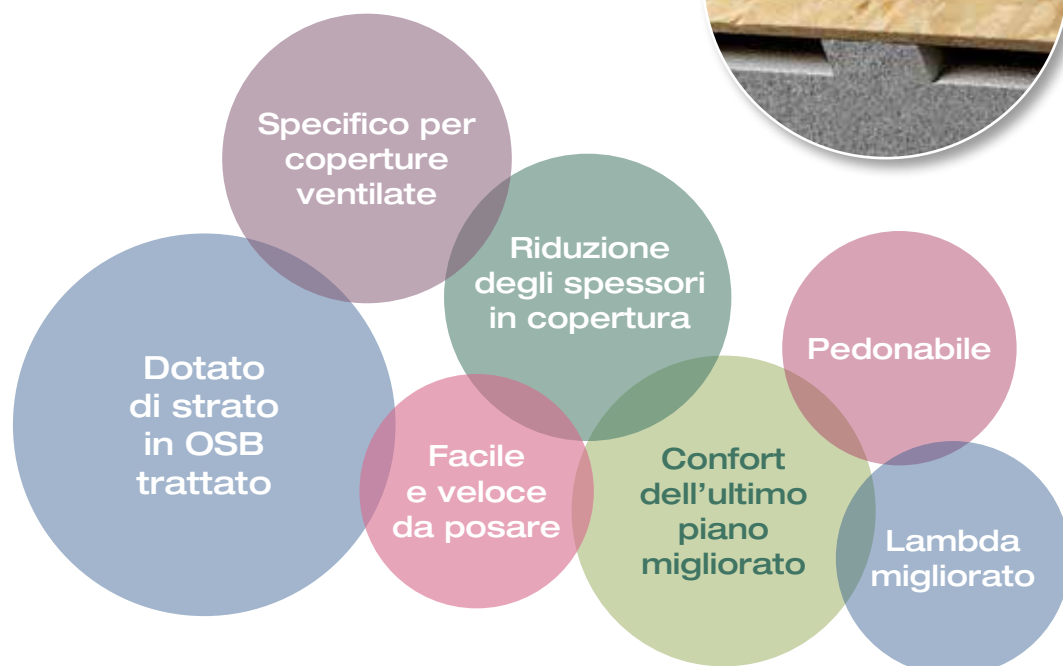 Specifico per
coperture
ventilate
Riduzione
degli spessori
in copertura
Pedonabile
Dotato
di strato
in OSB
trattato
Facile
e veloce
da posare
Confort
dell'ultimo
piano
migliorato
Lambda
migliorato